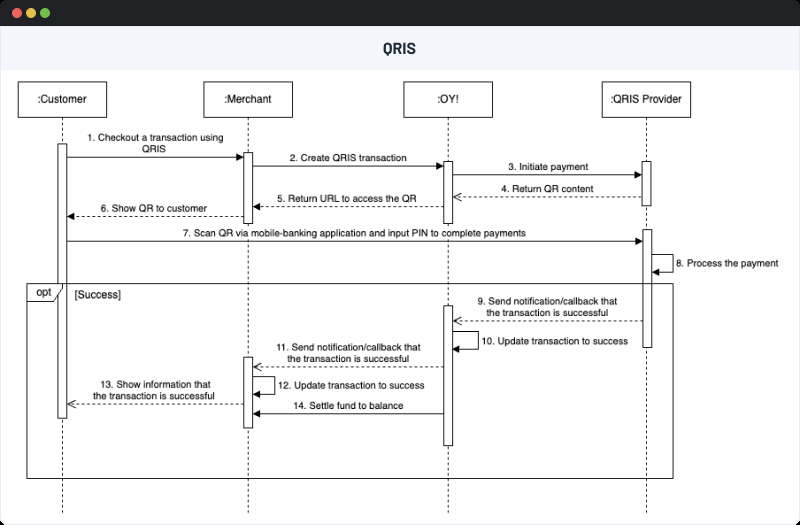 QRIS
:Customer
:Merchant
:OY!
:QRIS Provider
1. Checkout a transaction using
QRIS
2. Create QRIS transaction
3. Initiate payment
4. Return QR content
5. Return URL to access the QR
6. Show QR to customer
7. Scan QR via mobile-banking application and input PIN to complete payments
8. Process the payment
opt
[Success]
9. Send notification/callback that
the transaction is successful
10. Update transaction to success
11. Send notification/callback that
the transaction is successful
12. Update transaction to success
13. Show information that
the transaction is successful
14. Settle fund to balance